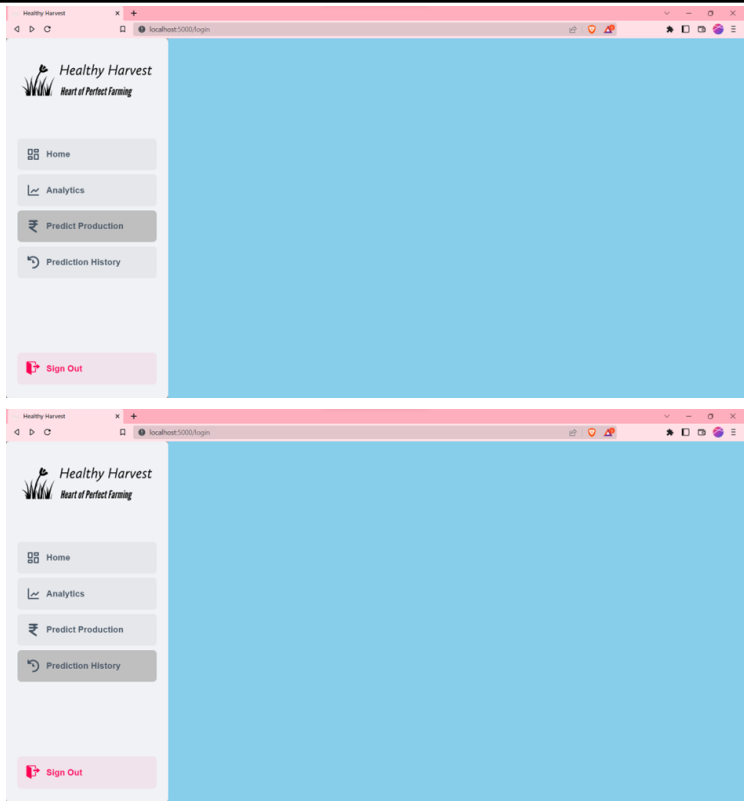 Healthy Harvest
localhost:5000/login
Healthy Harvest
Heart of Perfect Farming
Home
Analytics
Predict Production
Prediction History
Sign Out
Healthy Harvest
localhost:5000/login
Healthy Harvest
Heart of Perfect Farming
Home
Analytics
Predict Production
Prediction History
Sign Out